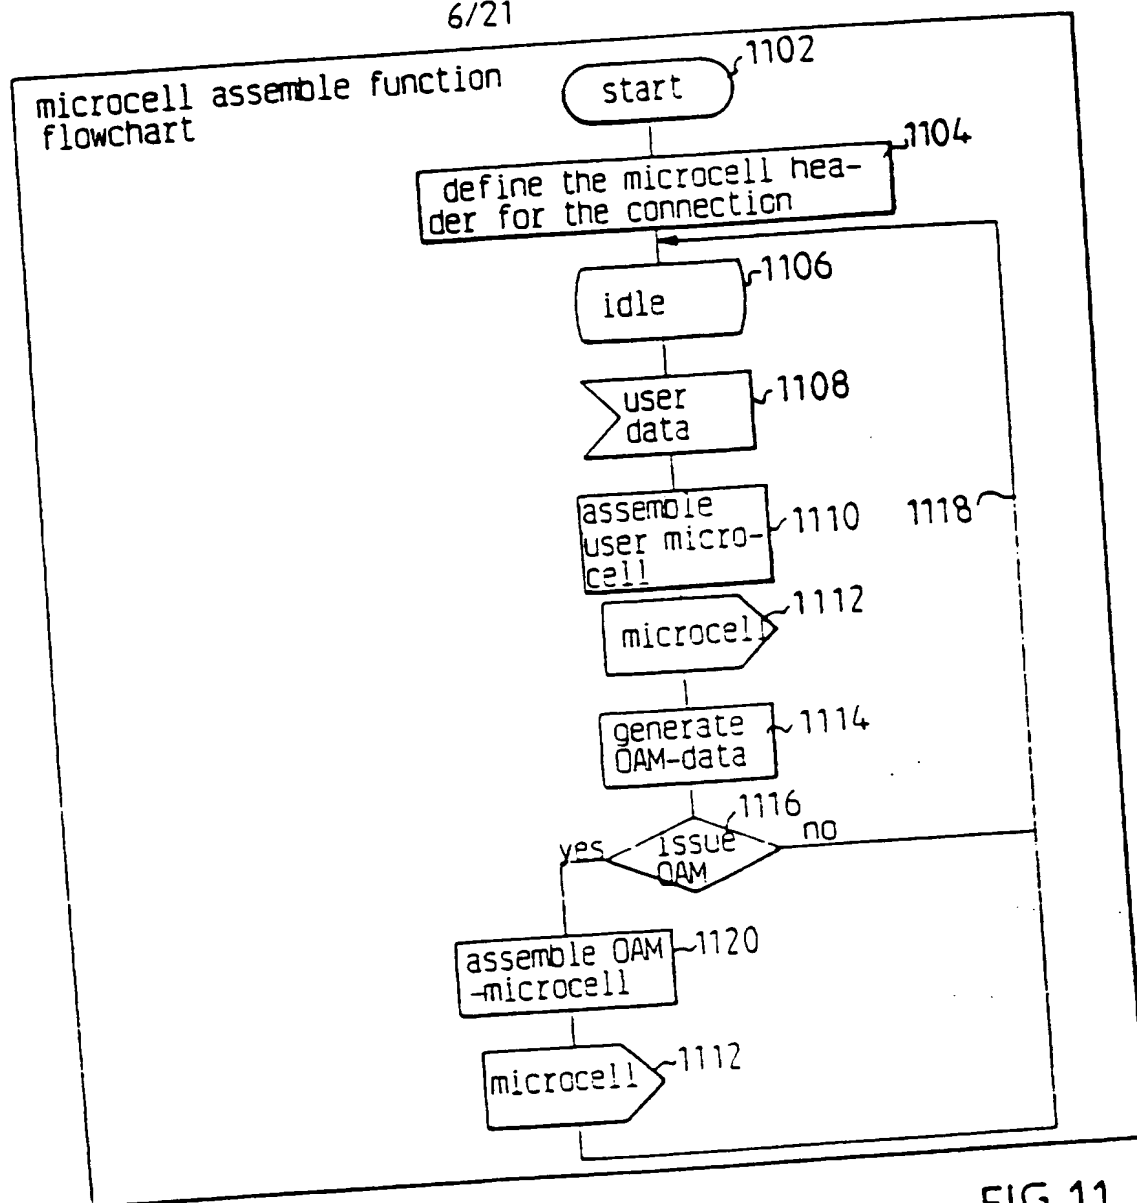 6/21
microcell assemble function
flowchart
start
1102
define the microcell hea-
der for the connection
1104
idle
1106
user
data
1108
assemble
user micro-
cell
1110
1118
microcell
1112
generate
OAM-data
1114
issue
OAM
1116
yes
no
assemble OAM
-microcell
1120
microcell
1112
FIG 11